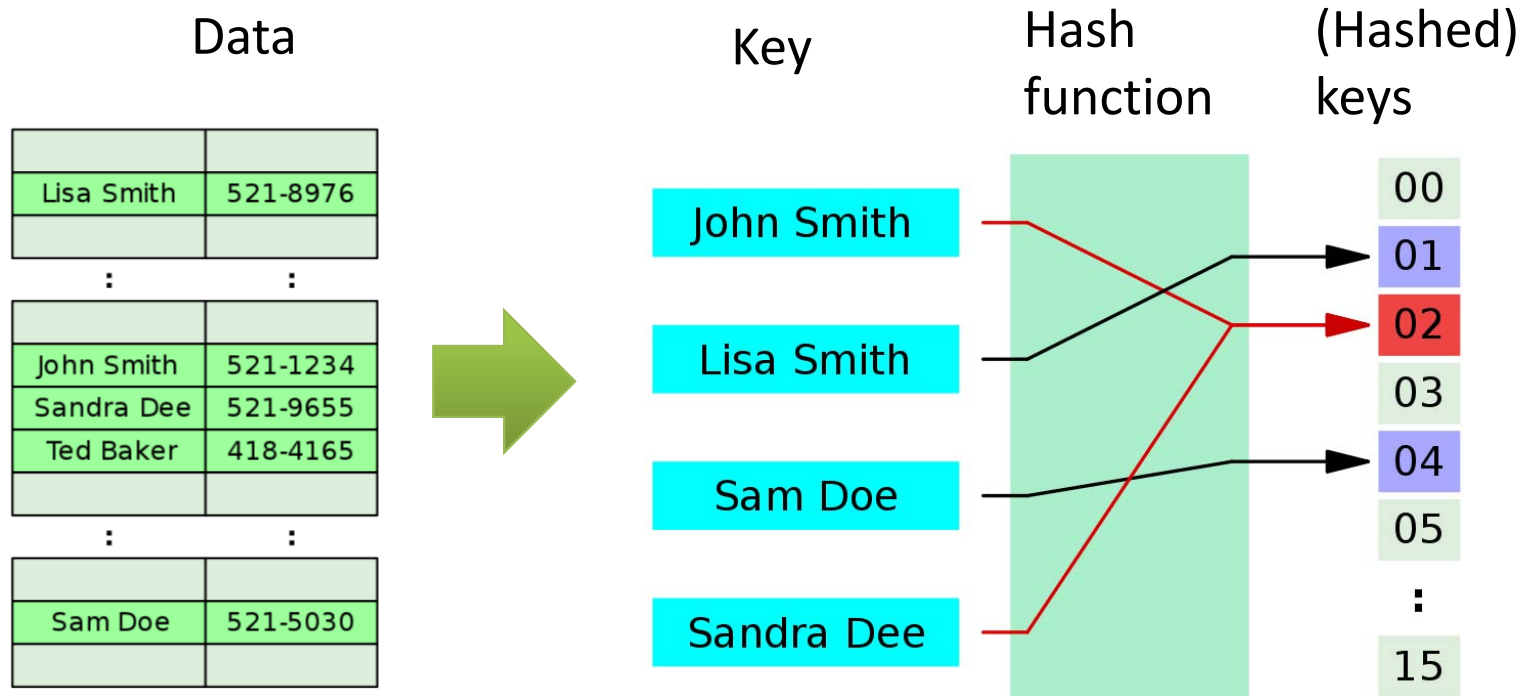 Data
Lisa Smith 521-8976
:	:
John Smith 521-1234
Sandra Dee 521-9655
Ted Baker 418-4165
:	:
Sam Doe 521-5030
Key
John Smith
Lisa Smith
Sam Doe
Sandra Dee
Hash
function
(Hashed)
keys
00
01
02
03
04
05
:
15